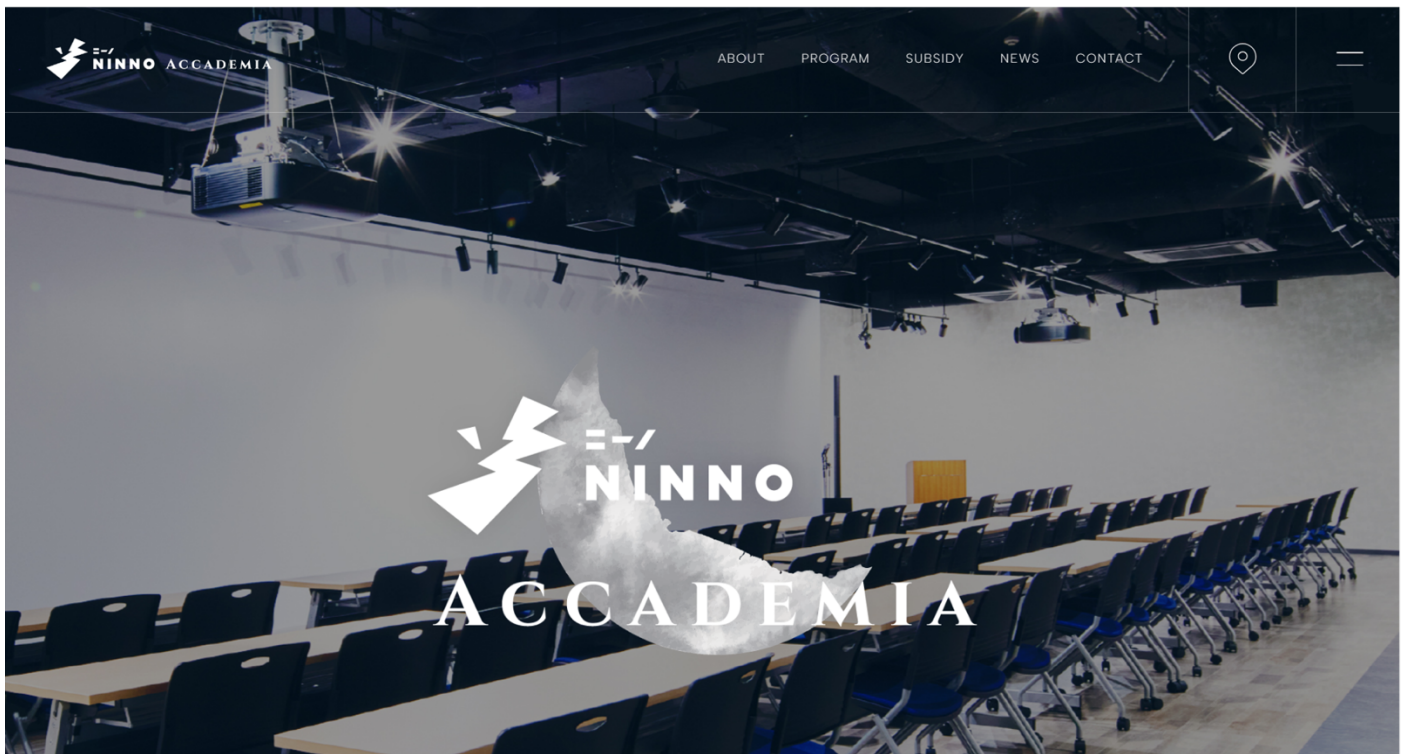 ニーノ
NINNO ACCADEMIA ABOUT PROGRAM SUBSIDY NEWS CONTACT
ニーノ
NINNO
ACCADEMIA